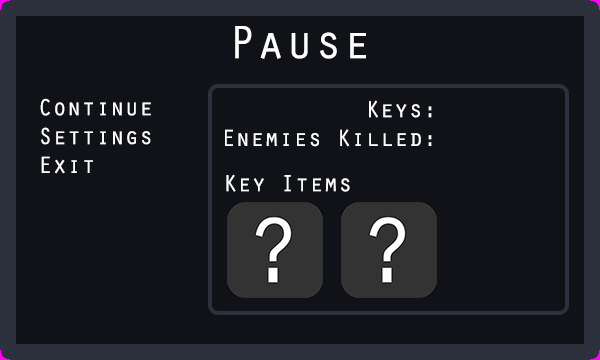 Pause
Continue
Settings
Exit
Keys:
Enemies Killed:
Key Items
? ?